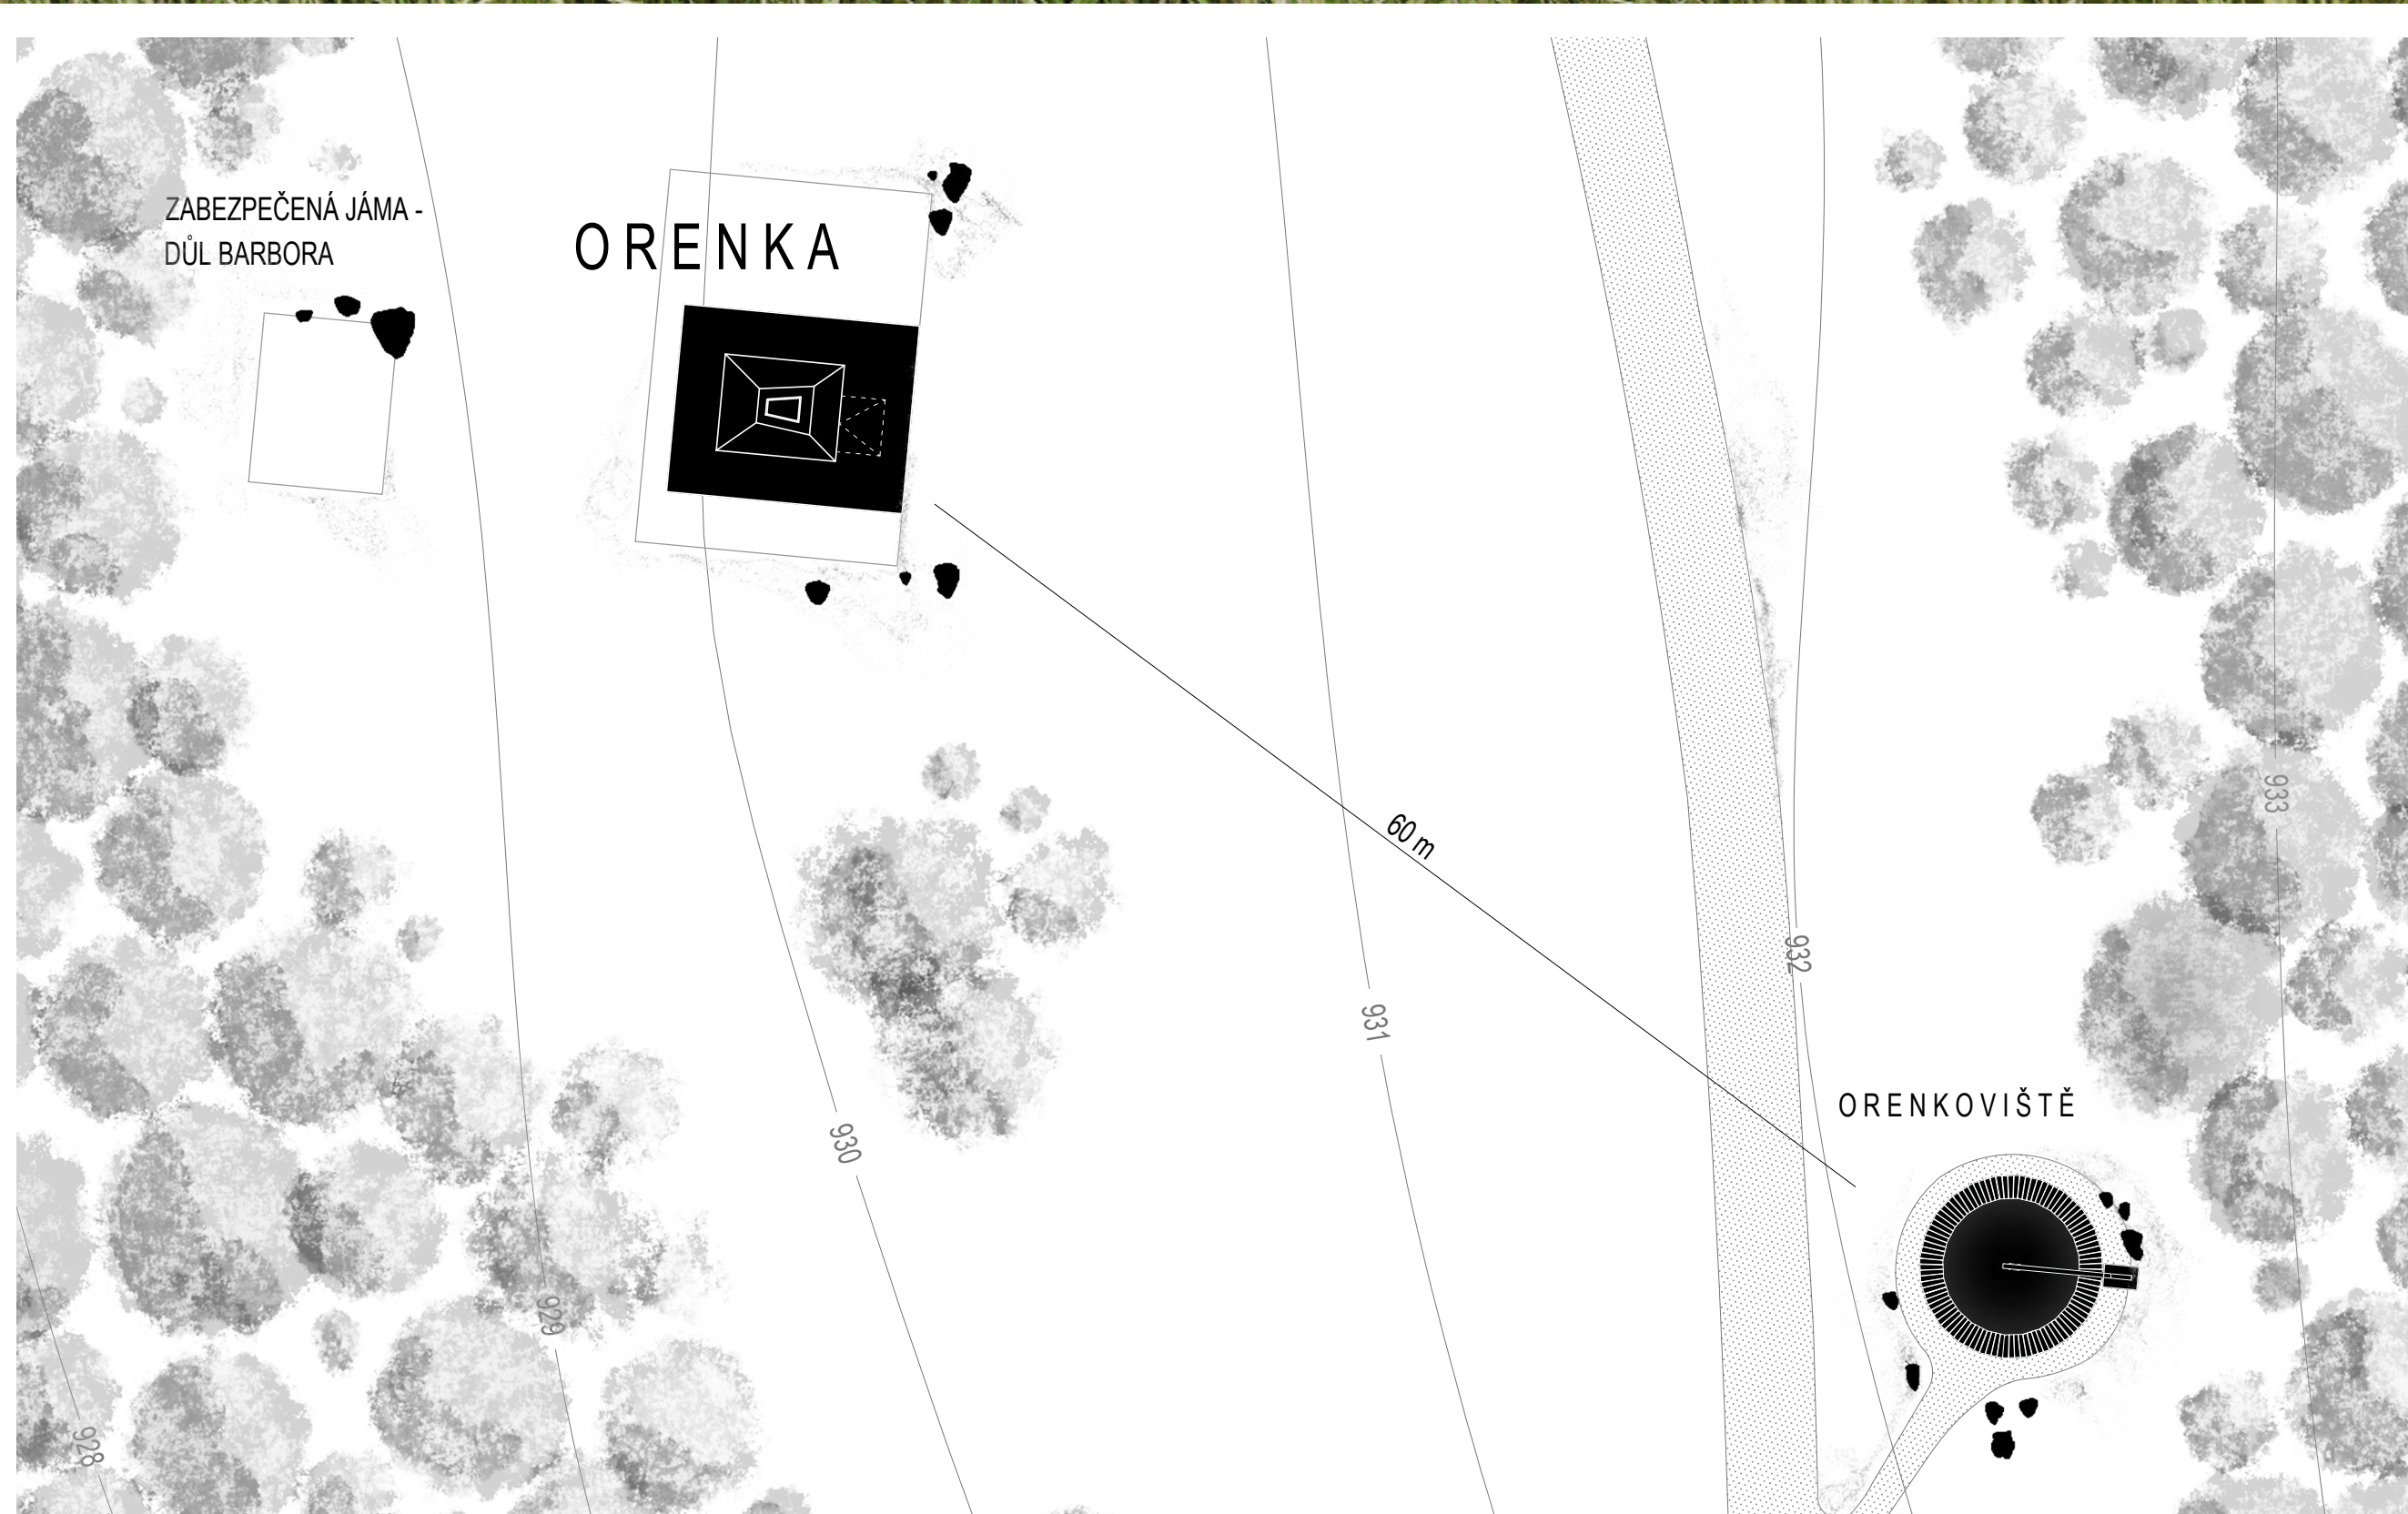 ZABEZPEČENÁ JÁMA -
DŮL BARBORA
ORENKA
933
60 m
932
931
ORENKOVIŠTĚ
930
929
928